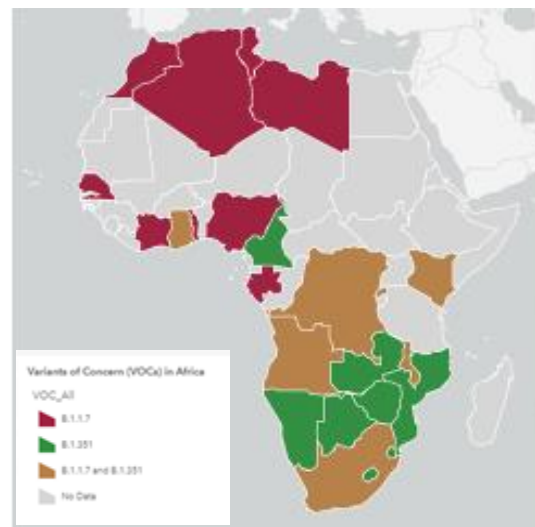 Variants of Concern (VOCs) in Africa
VOC_All
B.1.1.7
B.1.351
B.1.1.7 and B.1.351
No Data